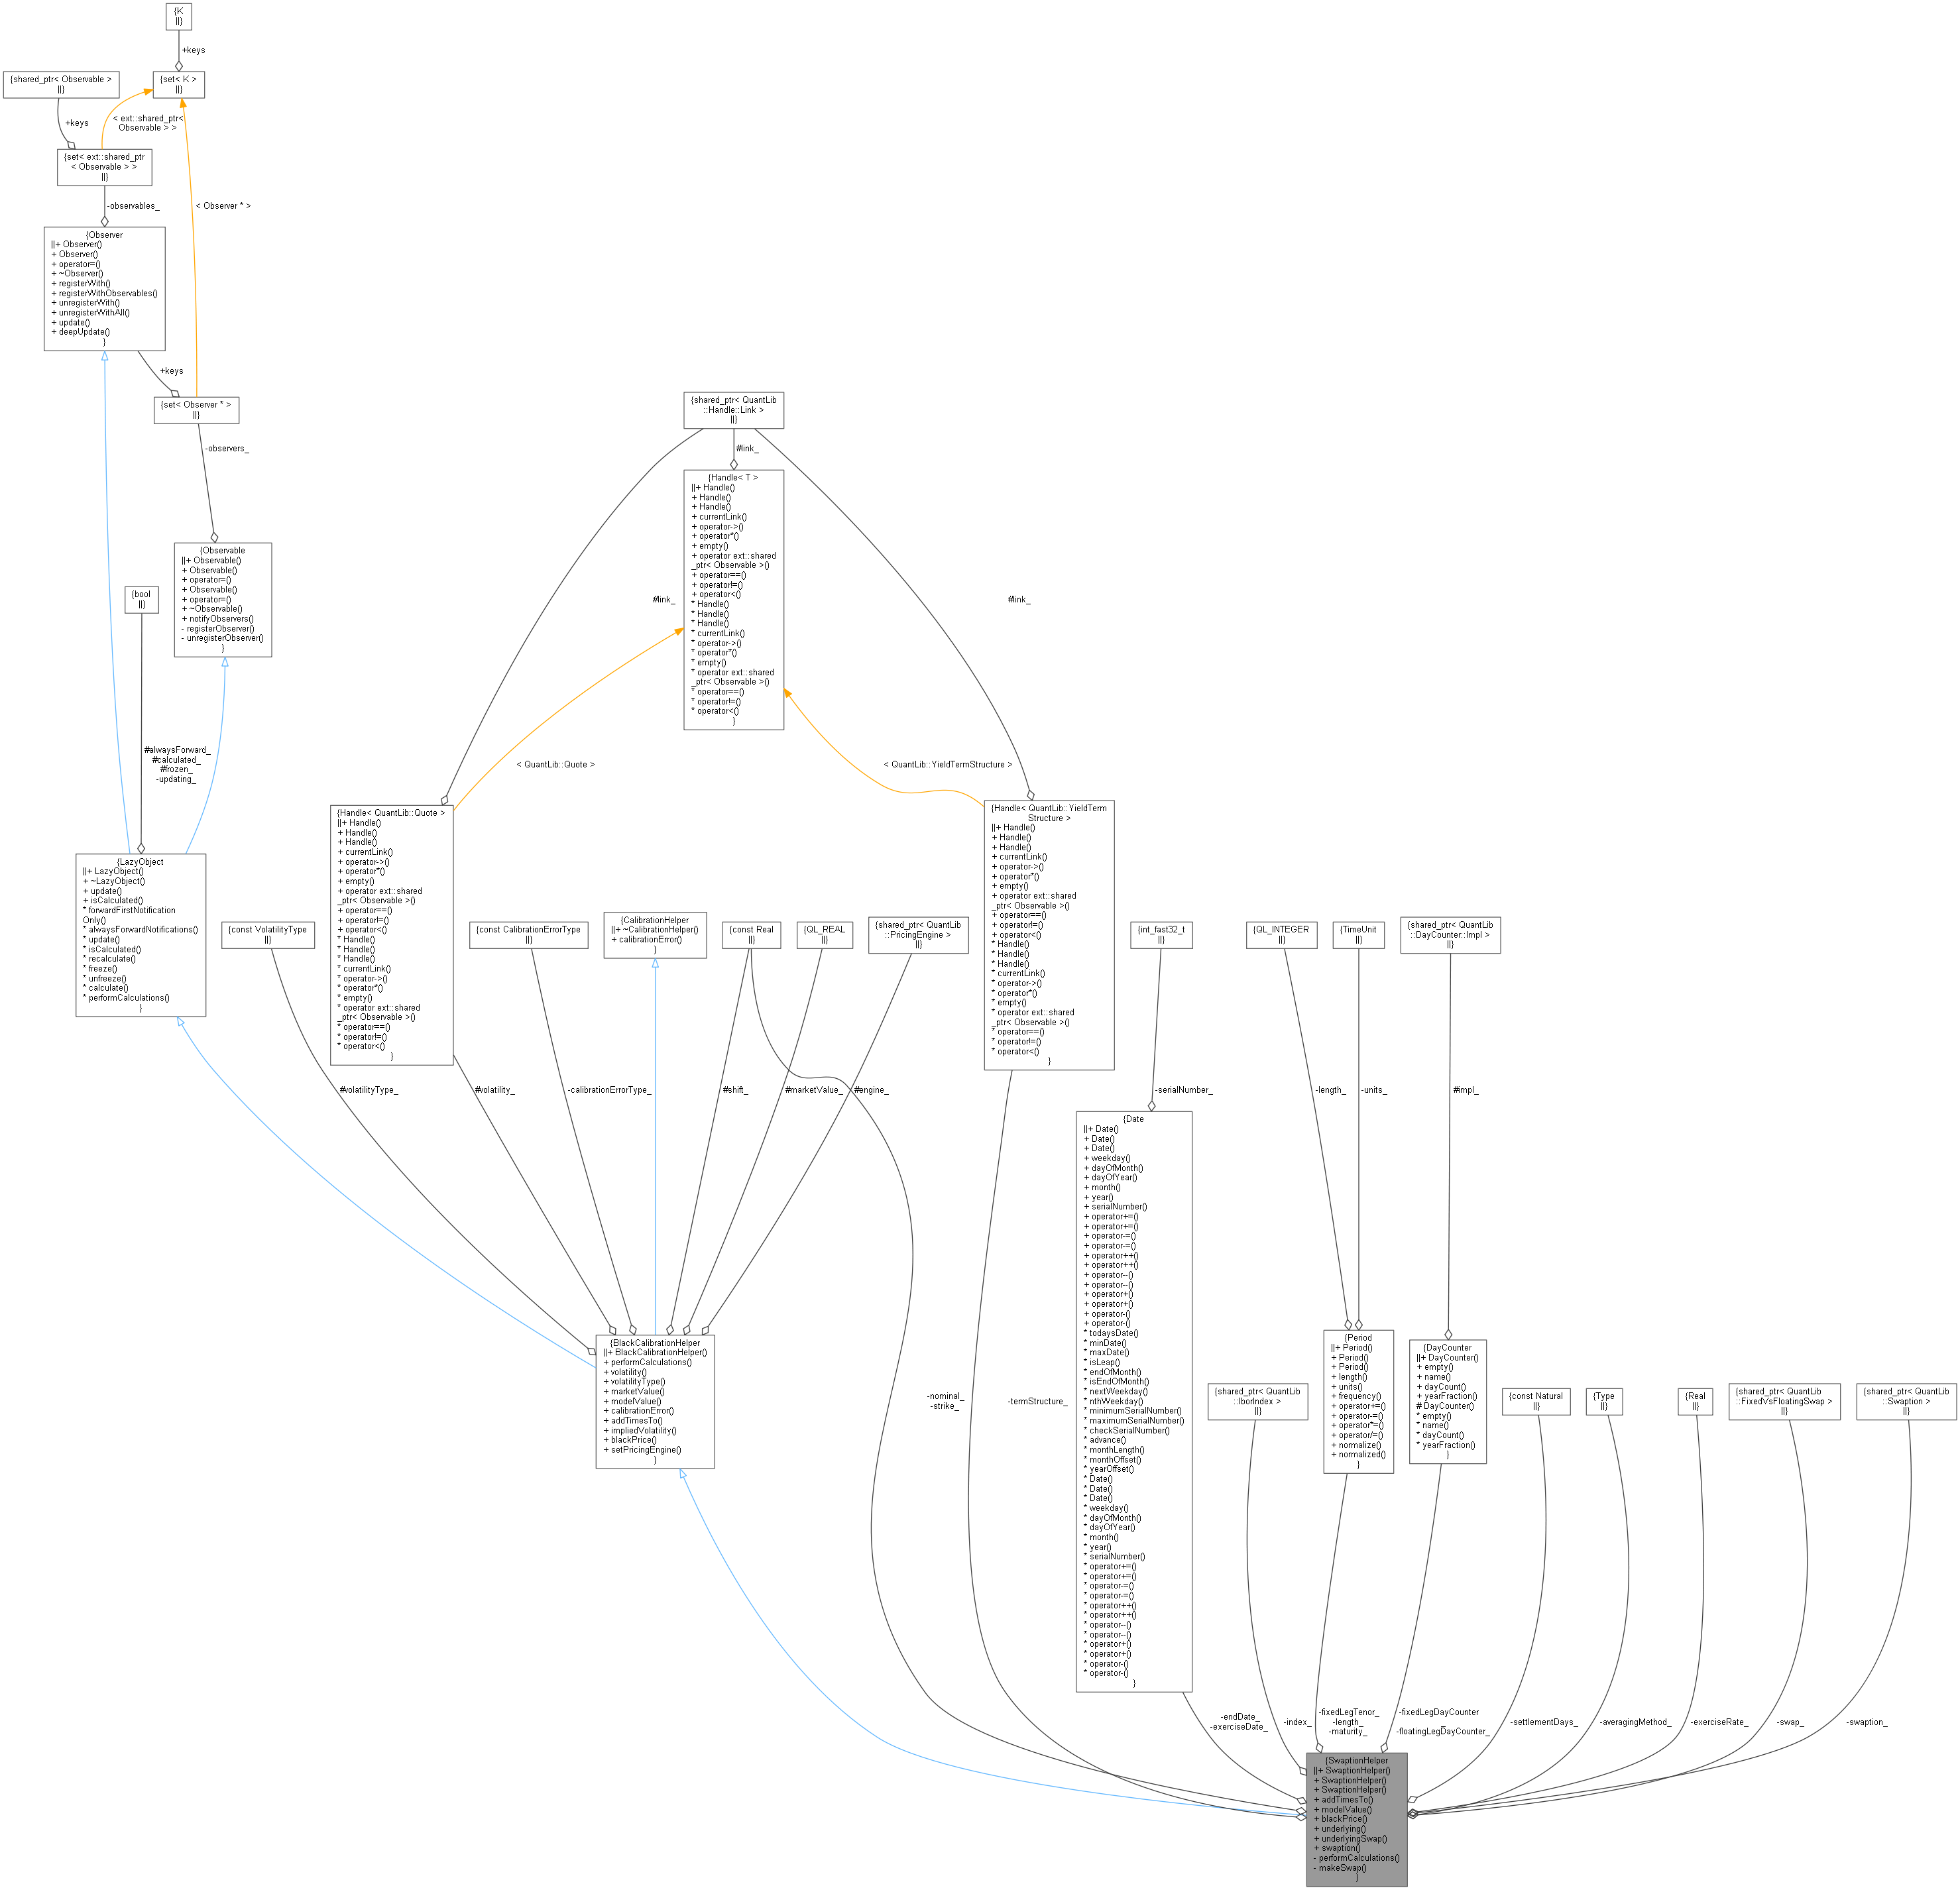 {K
||}
+keys
{shared_ptr< Observable >
||}
{set< K >
||}
+keys
< ext::shared_ptr<
Observable > >
{set< ext::shared_ptr
< Observable > >
||}
-observables_
< Observer * >
{Observer
||+ Observer()
+ Observer()
+ operator=()
+ ~Observer()
+ registerWith()
+ registerWithObservables()
+ unregisterWith()
+ unregisterWithAll()
+ update()
+ deepUpdate()
}
+keys
{set< Observer * >
||}
-observers_
{shared_ptr< QuantLib
::Handle::Link >
||}
#link_
{Handle< T >
||+ Handle()
+ Handle()
+ Handle()
+ currentLink()
+ operator->()
+ operator*()
+ empty()
+ operator ext::shared
_ptr< Observable >()
+ operator==()
+ operator!=()
+ operator<()
* Handle()
* Handle()
* Handle()
* currentLink()
* operator->()
* operator*()
* empty()
* operator ext::shared
_ptr< Observable >()
* operator==()
* operator!=()
* operator<()
}
{Observable
||+ Observable()
+ Observable()
+ operator=()
+ Observable()
+ operator=()
+ ~Observable()
+ notifyObservers()
- registerObserver()
- unregisterObserver()
}
{bool
||}
#link_
#link_
#alwaysForward_
#calculated_
#frozen_
-updating_
< QuantLib::Quote >
< QuantLib::YieldTermStructure >
{LazyObject
||+ LazyObject()
+ ~LazyObject()
+ update()
+ isCalculated()
* forwardFirstNotification
Only()
* alwaysForwardNotifications()
* update()
* isCalculated()
* recalculate()
* freeze()
* unfreeze()
* calculate()
* performCalculations()
}
{const VolatilityType
||}
{Handle< QuantLib::Quote >
||+ Handle()
+ Handle()
+ Handle()
+ currentLink()
+ operator->()
+ operator*()
+ empty()
+ operator ext::shared
_ptr< Observable >()
+ operator==()
+ operator!=()
+ operator<()
* Handle()
* Handle()
* Handle()
* currentLink()
* operator->()
* operator*()
* empty()
* operator ext::shared
_ptr< Observable >()
* operator==()
* operator!=()
* operator<()
}
{const CalibrationErrorType
||}
{CalibrationHelper
||+ ~CalibrationHelper()
+ calibrationError()
}
{const Real
||}
{QL_REAL
||}
{shared_ptr< QuantLib
::PricingEngine >
||}
{Handle< QuantLib::YieldTerm
Structure >
||+ Handle()
+ Handle()
+ Handle()
+ currentLink()
+ operator->()
+ operator*()
+ empty()
+ operator ext::shared
_ptr< Observable >()
+ operator==()
+ operator!=()
+ operator<()
* Handle()
* Handle()
* Handle()
* currentLink()
* operator->()
* operator*()
* empty()
* operator ext::shared
_ptr< Observable >()
* operator==()
* operator!=()
* operator<()
}
{int_fast32_t
||}
{QL_INTEGER
||}
{TimeUnit
||}
{shared_ptr< QuantLib
::DayCounter::Impl >
||}
#volatilityType_
#volatility_
-calibrationErrorType_
#shift_
#marketValue_
#engine_
-serialNumber_
-length_
-units_
#impl_
{Date
||+ Date()
+ Date()
+ Date()
+ weekday()
+ dayOfMonth()
+ dayOfYear()
+ month()
+ year()
+ serialNumber()
+ operator+=()
+ operator+=()
+ operator-=()
+ operator-=()
+ operator++()
+ operator++()
+ operator--()
+ operator--()
+ operator+()
+ operator+()
+ operator-()
+ operator-()
* todaysDate()
* minDate()
* maxDate()
* isLeap()
* endOfMonth()
* isEndOfMonth()
* nextWeekday()
* nthWeekday()
* minimumSerialNumber()
* maximumSerialNumber()
* checkSerialNumber()
* advance()
* monthLength()
* monthOffset()
* yearOffset()
* Date()
* Date()
* Date()
* weekday()
* dayOfMonth()
* dayOfYear()
* month()
* year()
* serialNumber()
* operator+=()
* operator+=()
* operator-=()
* operator-=()
* operator++()
* operator++()
* operator--()
* operator--()
* operator+()
* operator+()
* operator-()
* operator-()
}
{BlackCalibrationHelper
||+ BlackCalibrationHelper()
+ performCalculations()
+ volatility()
+ volatilityType()
+ marketValue()
+ modelValue()
+ calibrationError()
+ addTimesTo()
+ impliedVolatility()
+ blackPrice()
+ setPricingEngine()
}
-nominal_
-strike_
-termStructure_
{shared_ptr< QuantLib
::IborIndex >
||}
{Period
||+ Period()
+ Period()
+ Period()
+ length()
+ units()
+ frequency()
+ operator+=()
+ operator-=()
+ operator*=()
+ operator/=()
+ normalize()
+ normalized()
}
{DayCounter
||+ DayCounter()
+ empty()
+ name()
+ dayCount()
+ yearFraction()
# DayCounter()
* empty()
* name()
* dayCount()
* yearFraction()
}
{const Natural
||}
{Type
||}
{Real
||}
{shared_ptr< QuantLib
::FixedVsFloatingSwap >
||}
{shared_ptr< QuantLib
::Swaption >
||}
-endDate_
-exerciseDate_
-index_
-fixedLegTenor_
-length_
-maturity_
-fixedLegDayCounter
_
-floatingLegDayCounter_
-settlementDays_
-averagingMethod_
-exerciseRate_
-swap_
-swaption_
{SwaptionHelper
||+ SwaptionHelper()
+ SwaptionHelper()
+ SwaptionHelper()
+ addTimesTo()
+ modelValue()
+ blackPrice()
+ underlying()
+ underlyingSwap()
+ swaption()
- performCalculations()
- makeSwap()
}